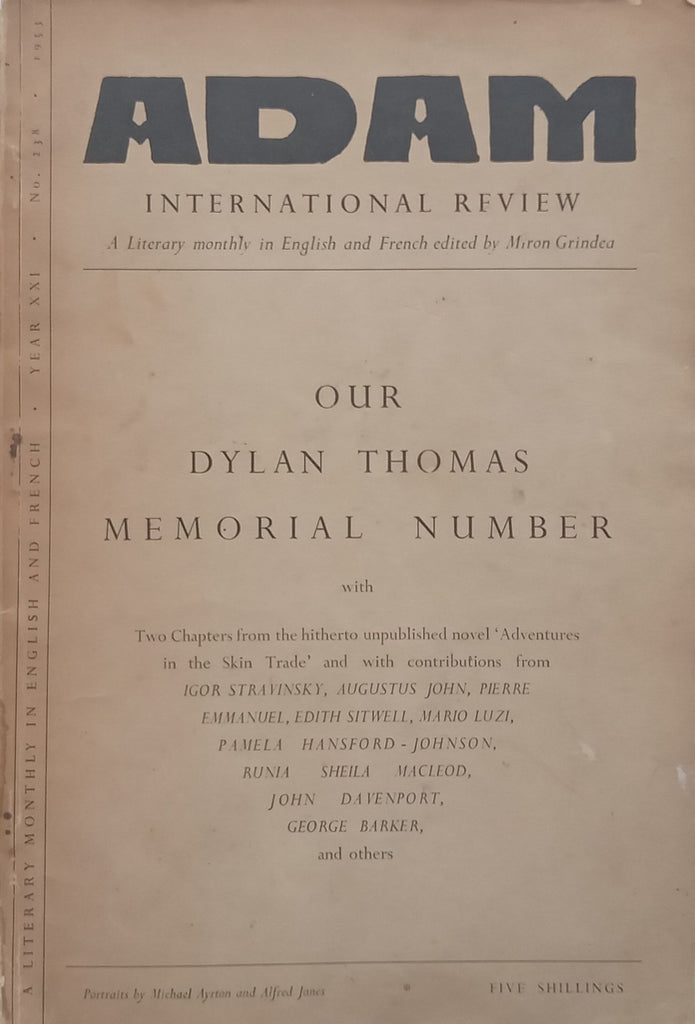 ADAM
INTERNATIONAL REVIEW
A Literary monthly in English and French edited by Miron Grindea
OUR
DYLAN THOMAS
MEMORIAL NUMBER
with
Two Chapters from the hitherto unpublished novel ‘Adventures
in the Skin Trade’ and with contributions from
IGOR STRAVINSKY, AUGUSTUS JOHN, PIERRE
EMMANUEL, EDITH SITWELL, MARIO LUZI,
PAMELA HANSFORD-JOHNSON,
RUNIA SHEILA MACLEOD,
JOHN DAVENPORT,
GEORGE BARKER,
and others
Portraits by Michael Ayrton and Alfred Janes * FIVE SHILLINGS
A LITERARY MONTHLY IN ENGLISH AND FRENCH · YEAR XXI · No. 238 · 1953